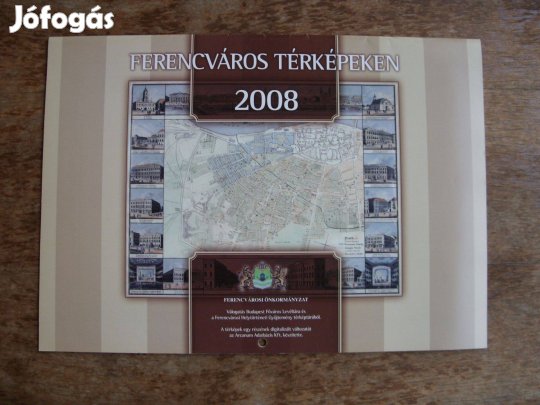 Jófogás
FERENCVÁROS TÉRKÉPEKEN
2008
FERENCVÁROSI ÖNKORMÁNYZAT
Válogatás Budapest Főváros Levéltára és
a Ferencvárosi Helytörténeti Gyűjtemény térképtárából.
A térképek egy részének digitalizált változatát
az Arcanum Adatbázis Kft. készítette.